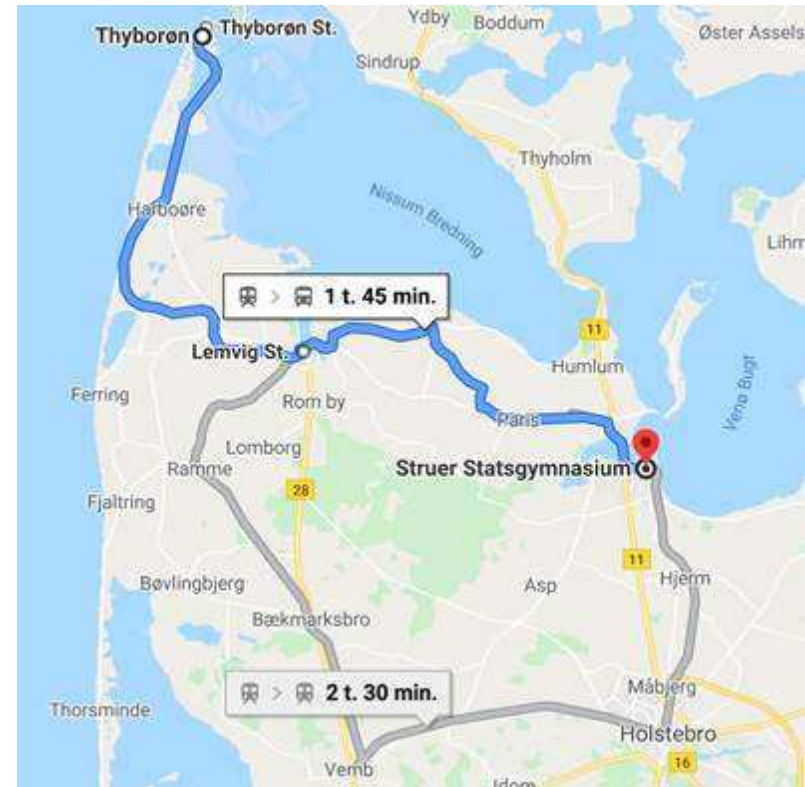 Ydby
Boddum
Thyborøn
Thyborøn St.
Øster Assels
Sindrup
Thyholm
Nissum Bredning
Harboøre
Lihm
1 t. 45 min.
11
Lemvig St.
Humlum
Venø Bugt
Ferring
Rom by
Paris
Lomborg
Ramme
Struer Statsgymnasium
28
Fjaltring
11
Bøvlingbjerg
Asp
Hjerm
Bækmarksbro
2 t. 30 min.
Måbjerg
Thorsminde
Holstebro
Vemb
16
Idom